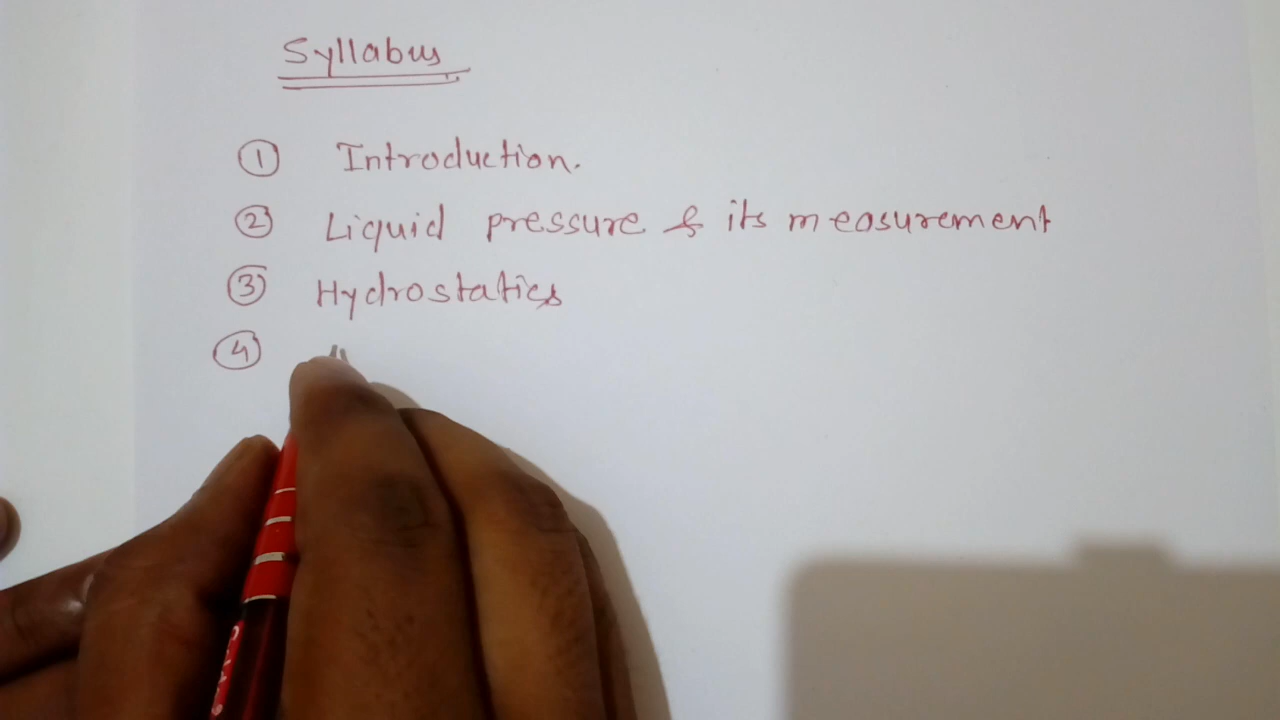 Syllabus
① Introduction.
② Liquid pressure & its measurement
③ Hydrostatics
④